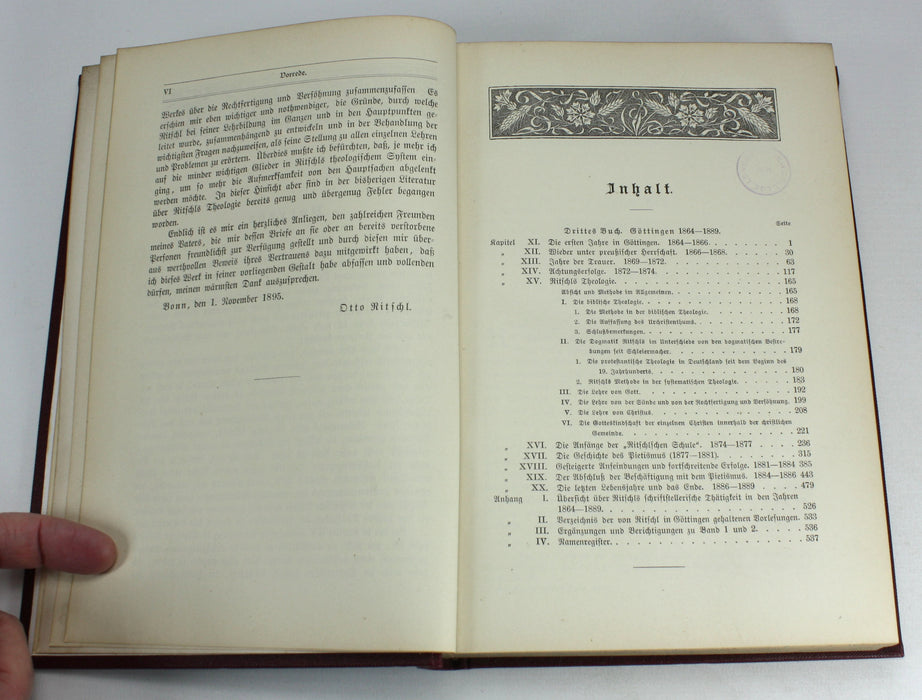 VI
Vorrede.
Werkes über die Rechtfertigung und Versöhnung zusammenzufassen Es
erschien mir eben wichtiger und nothwendiger, die Gründe, durch welche
Ritschl bei seiner Lehrbildung im Ganzen und in den Hauptpunkten ge-
leitet wurde, zusammenhängend zu entwickeln und in der Behandlung der
wichtigsten Fragen nachzuweisen, als seine Stellung zu allen einzelnen Lehren
und Problemen zu erörtern. Überdies mußte ich befürchten, daß, je mehr ich
auf die minder wichtigen Glieder in Ritschls theologischem System ein-
ging, um so mehr die Aufmerksamkeit von den Hauptsachen abgelenkt
werden möchte. In dieser Hinsicht aber sind in der bisherigen Literatur
über Ritschls Theologie bereits genug und übergenug Fehler begangen
worden.
Endlich ist es mir ein herzliches Anliegen, den zahlreichen Freunden
meines Vaters, die mir dessen Briefe an sie oder an bereits verstorbene
Personen freundlichst zur Verfügung gestellt und durch diesen mir über-
aus werthvollen Beweis ihres Vertrauens dazu mitgewirkt haben, daß
ich dieses Werk in seiner vorliegenden Gestalt habe abfassen und vollenden
dürfen, meinen wärmsten Dank auszusprechen.
Bonn, den 1. November 1895.
Otto Ritschl.
Inhalt.
Seite
Drittes Buch. Göttingen 1864—1889.
Kapitel XI. Die ersten Jahre in Göttingen. 1864—1866. . . . . . . . . 1
„ XII. Wieder unter preußischer Herrschaft. 1866—1868. . . . . . . 30
„ XIII. Jahre der Trauer. 1869—1872. . . . . . . . . . . . 63
„ XIV. Achtungserfolge. 1872—1874. . . . . . . . . . . . 117
„ XV. Ritschls Theologie. . . . . . . . . . . . . . . 165
Absicht und Methode im Allgemeinen. . . . . . . . . . . 165
I. Die biblische Theologie. . . . . . . . . . . . . . 168
1. Die Methode in der biblischen Theologie. . . . . . . . . 168
2. Die Auffassung des Urchristenthums. . . . . . . . . . 172
3. Schlußbemerkungen. . . . . . . . . . . . . . 177
II. Die Dogmatik Ritschls im Unterschiede von den dogmatischen Bestre-
bungen seit Schleiermacher. . . . . . . . . . . . 179
1. Die protestantische Theologie in Deutschland seit dem Beginn des
19. Jahrhunderts. . . . . . . . . . . . . . 180
2. Ritschls Methode in der systematischen Theologie. . . . . . 183
III. Die Lehre von Gott. . . . . . . . . . . . . . . 192
IV. Die Lehre von der Sünde und von der Rechtfertigung und Versöhnung. 199
V. Die Lehre von Christus. . . . . . . . . . . . . . 208
VI. Die Gotteskindschaft der einzelnen Christen innerhalb der christlichen
Gemeinde. . . . . . . . . . . . . . . . . 221
„ XVI. Die Anfänge der „Ritschlschen Schule“. 1874—1877 . . . . . 236
„ XVII. Die Geschichte des Pietismus (1877—1881). . . . . . . . 315
„ XVIII. Gesteigerte Anfeindungen und fortschreitende Erfolge. 1881—1884 385
„ XIX. Der Abschluß der Beschäftigung mit dem Pietismus. 1884—1886 443
„ XX. Die letzten Lebensjahre und das Ende. 1886—1889 . . . . . 479
Anhang I. Übersicht über Ritschls schriftstellerische Thätigkeit in den Jahren
1864—1889. . . . . . . . . . . . . . . . . 526
„ II. Verzeichnis der von Ritschl in Göttingen gehaltenen Vorlesungen. 533
„ III. Ergänzungen und Berichtigungen zu Band 1 und 2. . . . . . 536
„ IV. Namenregister. . . . . . . . . . . . . . . . 537